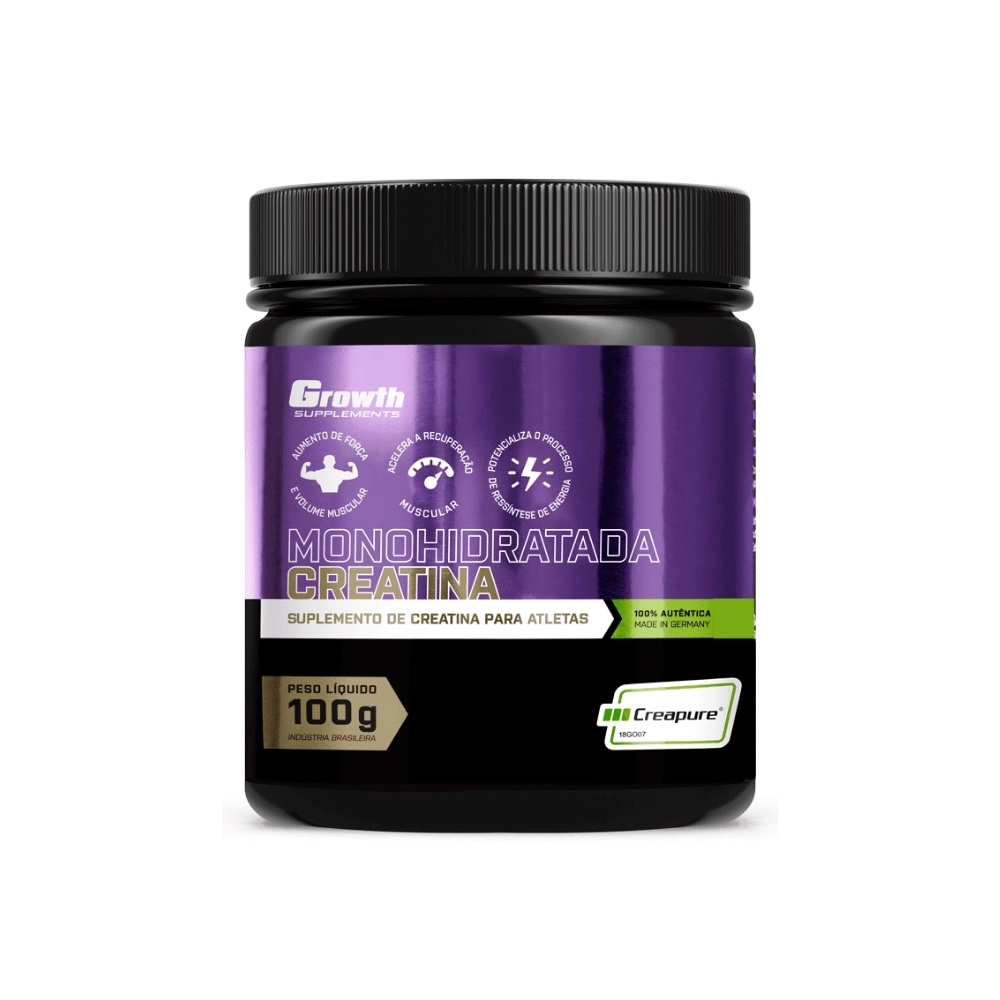 Growth
SUPPLEMENTS
AUMENTO DE FORÇA
E VOLUME MUSCULAR
ACELERA A RECUPERAÇÃO
MUSCULAR
POTENCIALIZA O PROCESSO
DE RESSÍNTESE DE ENERGIA
MONOHIDRATADA
CREATINA
SUPLEMENTO DE CREATINA PARA ATLETAS
100% AUTÊNTICA
MADE IN GERMANY
PESO LÍQUIDO
100g
INDÚSTRIA BRASILEIRA
Creapure®
18GO07